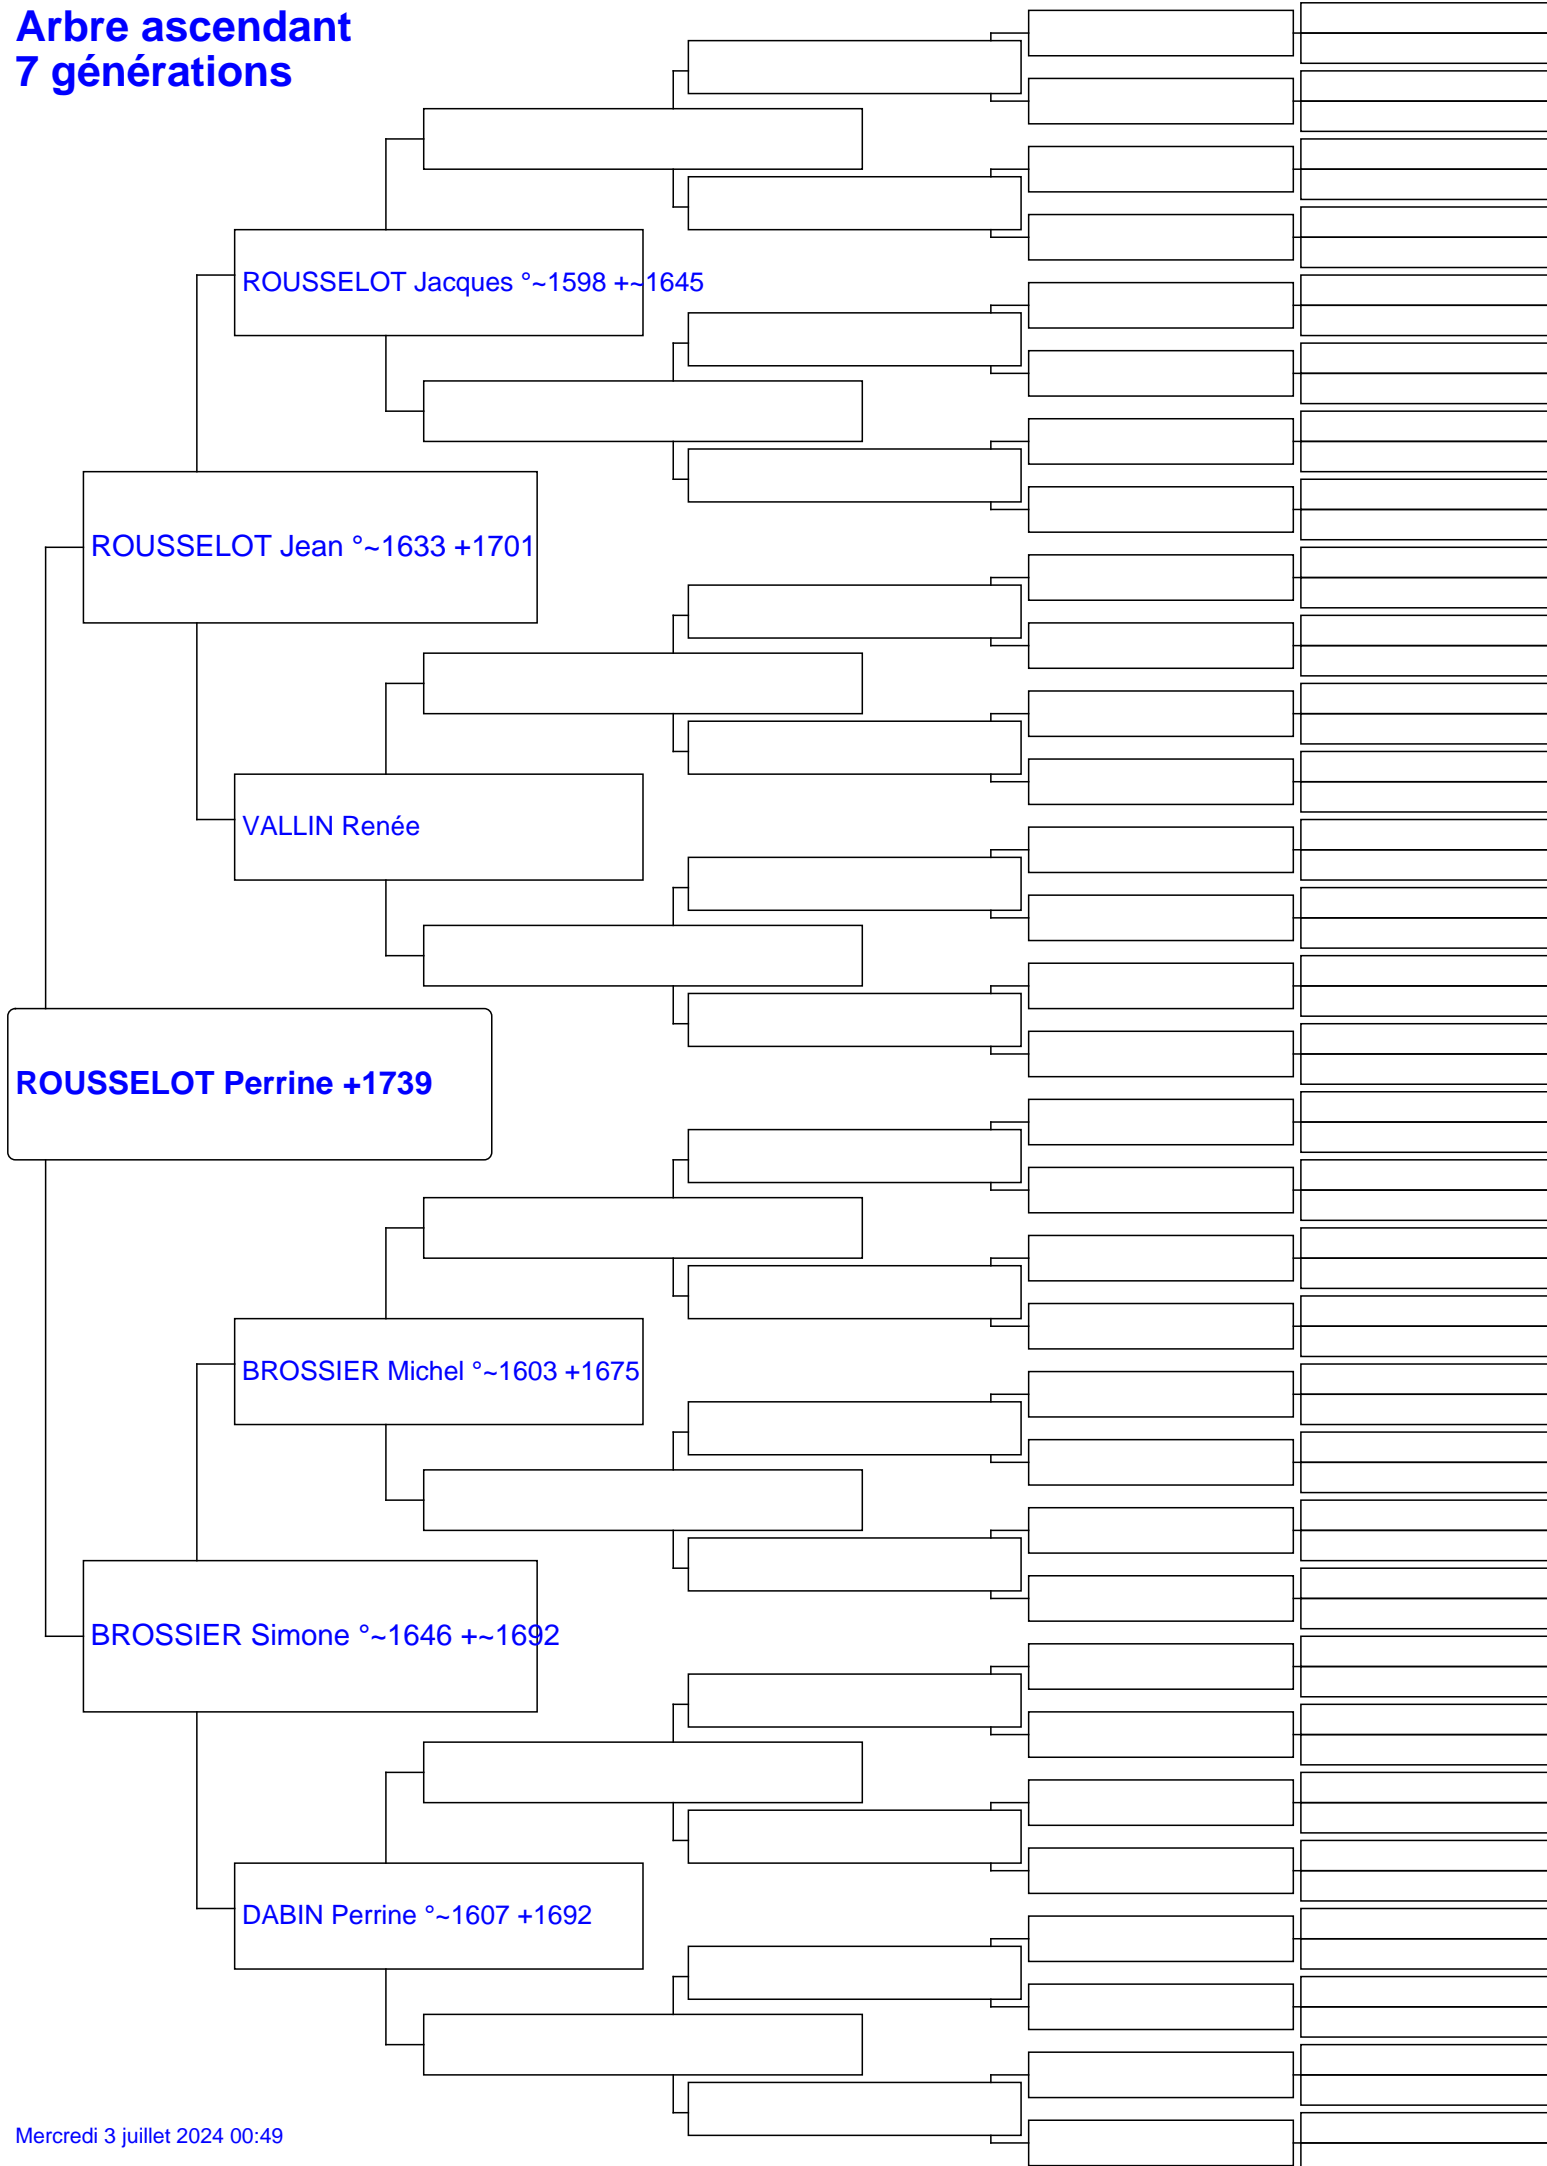 Arbre ascendant
7 générations
ROUSSELOT Jacques °~1598 +~1645
ROUSSELOT Jean °~1633 +1701
VALLIN Renée
ROUSSELOT Perrine +1739
BROSSIER Michel °~1603 +1675
BROSSIER Simone °~1646 +~1692
DABIN Perrine °~1607 +1692
Mercredi 3 juillet 2024 00:49